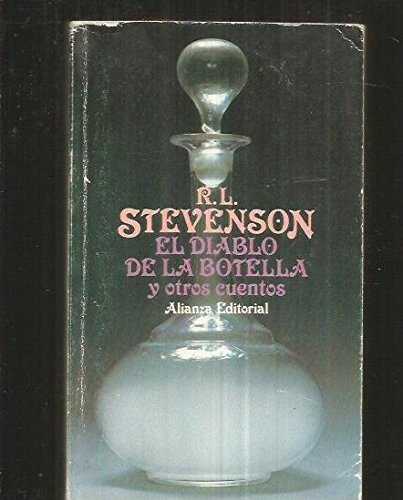 R.L.
STEVENSON
EL DIABLO
DE LA BOTELLA
y otros cuentos
Alianza Editorial